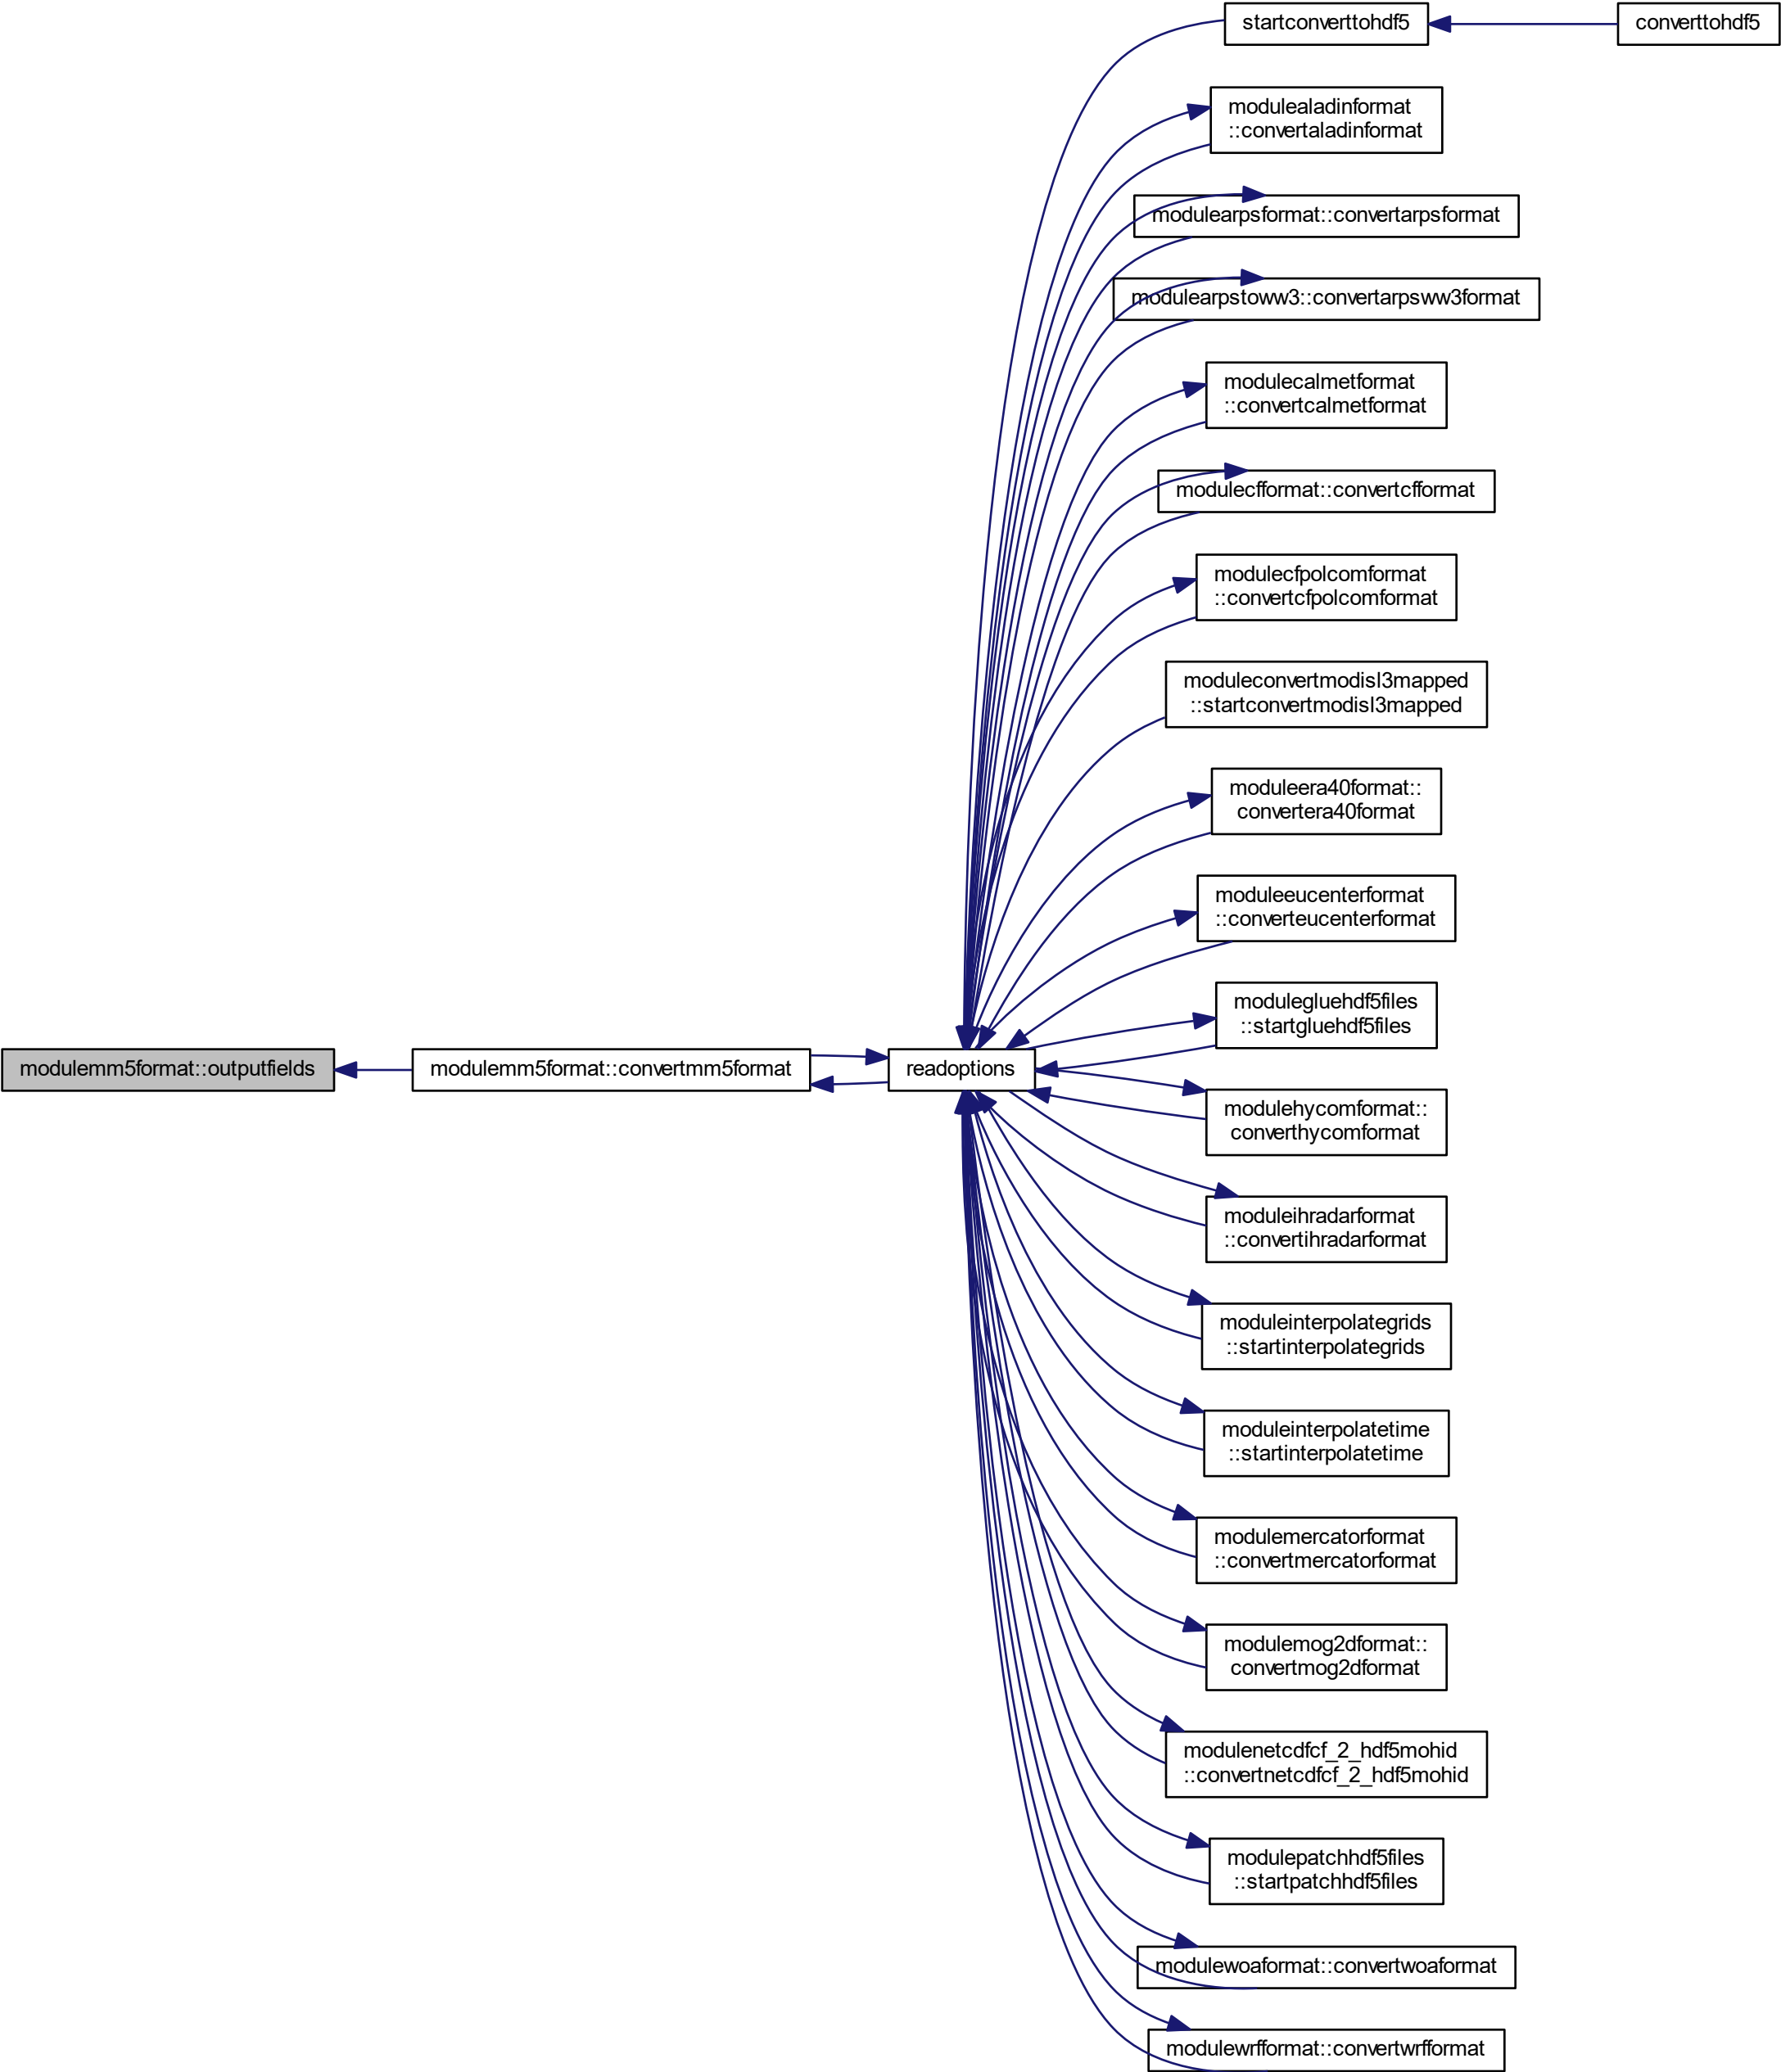 startconverttohdf5
converttohdf5
modulealadinformat
::convertaladinformat
modulearpsformat::convertarpsformat
modulearpstoww3::convertarpsww3format
modulecalmetformat
::convertcalmetformat
modulecfformat::convertcfformat
modulecfpolcomformat
::convertcfpolcomformat
moduleconvertmodisl3mapped
::startconvertmodisl3mapped
moduleera40format::
convertera40format
moduleeucenterformat
::converteucenterformat
modulegluehdf5files
::startgluehdf5files
modulemm5format::outputfields
modulemm5format::convertmm5format
readoptions
modulehycomformat::
converthycomformat
moduleihradarformat
::convertihradarformat
moduleinterpolategrids
::startinterpolategrids
moduleinterpolatetime
::startinterpolatetime
modulemercatorformat
::convertmercatorformat
modulemog2dformat::
convertmog2dformat
modulenetcdfcf_2_hdf5mohid
::convertnetcdfcf_2_hdf5mohid
modulepatchhdf5files
::startpatchhdf5files
modulewoaformat::convertwoaformat
modulewrfformat::convertwrfformat